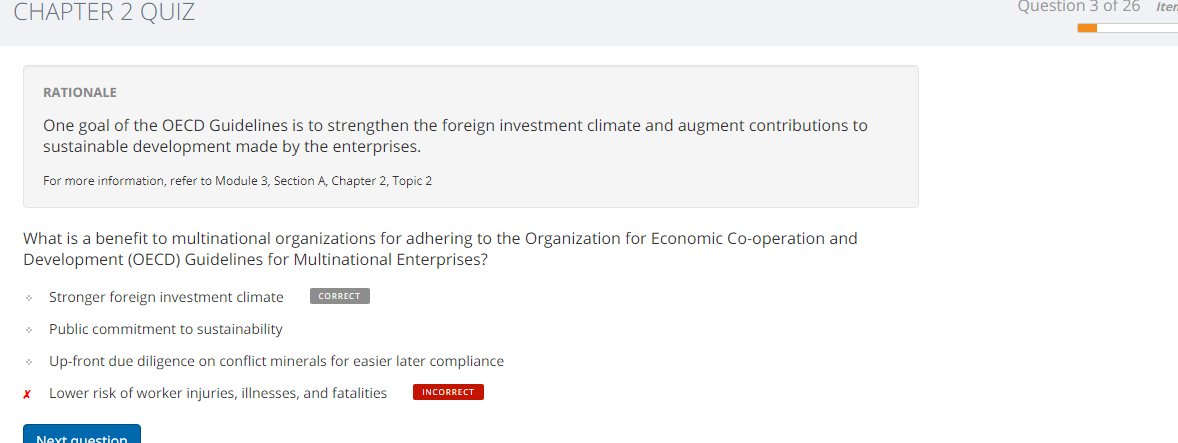 CHAPTER 2 QUIZ
Question 3 of 26
RATIONALE
One goal of the OECD Guidelines is to strengthen the foreign investment climate and augment contributions to
sustainable development made by the enterprises.
For more information, refer to Module 3, Section A, Chapter 2, Topic 2
What is a benefit to multinational organizations for adhering to the Organization for Economic Co-operation and
Development (OECD) Guidelines for Multinational Enterprises?
Stronger foreign investment climate CORRECT
Public commitment to sustainability
Up-front due diligence on conflict minerals for easier later compliance
Lower risk of worker injuries, illnesses, and fatalities INCORRECT
Next question